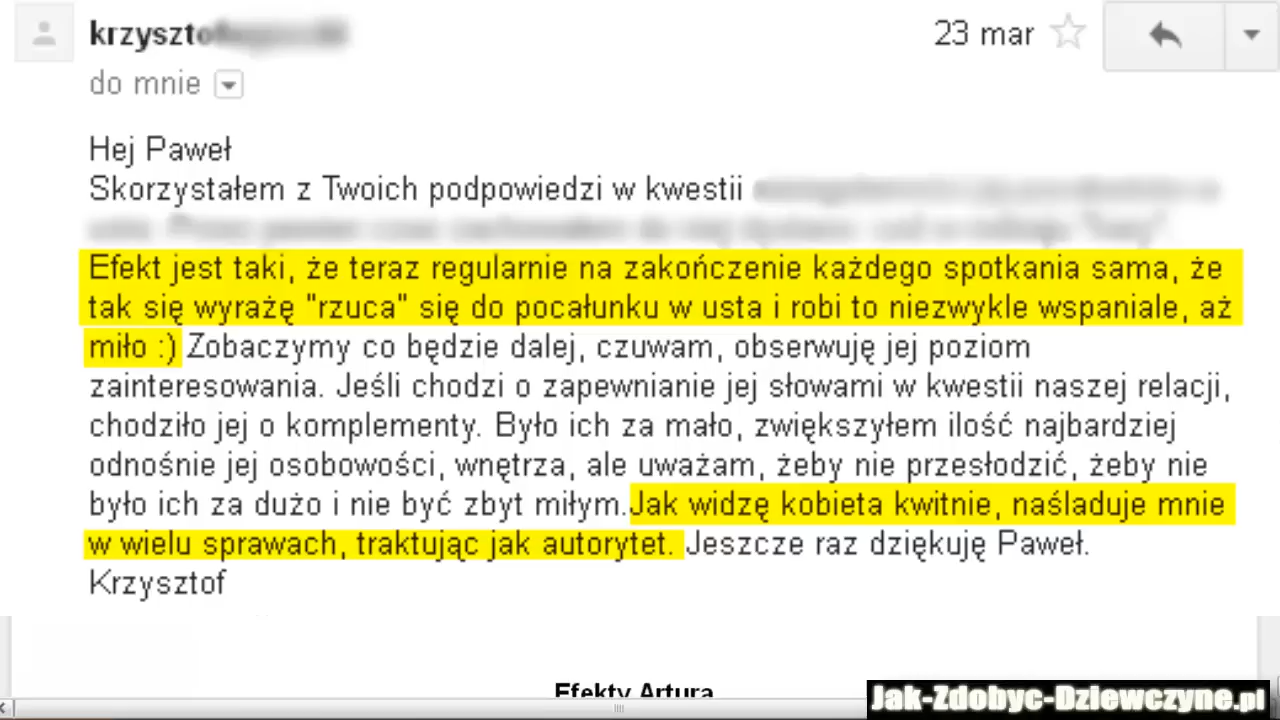 krzysztof
23 mar
do mnie
Hej Paweł
Skorzystałem z Twoich podpowiedzi w kwestii
Efekt jest taki, że teraz regularnie na zakończenie każdego spotkania sama, że
tak się wyrażę "rzuca" się do pocałunku w usta i robi to niezwykle wspaniale, aż
miło :) Zobaczymy co będzie dalej, czuwam, obserwuję jej poziom
zainteresowania. Jeśli chodzi o zapewnianie jej słowami w kwestii naszej relacji,
chodziło jej o komplementy. Było ich za mało, zwiększyłem ilość najbardziej
odnośnie jej osobowości, wnętrza, ale uważam, żeby nie przesłodzić, żeby nie
było ich za dużo i nie być zbyt miłym.Jak widzę kobieta kwitnie, naśladuje mnie
w wielu sprawach, traktując jak autorytet. Jeszcze raz dziękuję Paweł.
Krzysztof
Efekty Artura
Jak-Zdobyc-Dziewczyne.pl